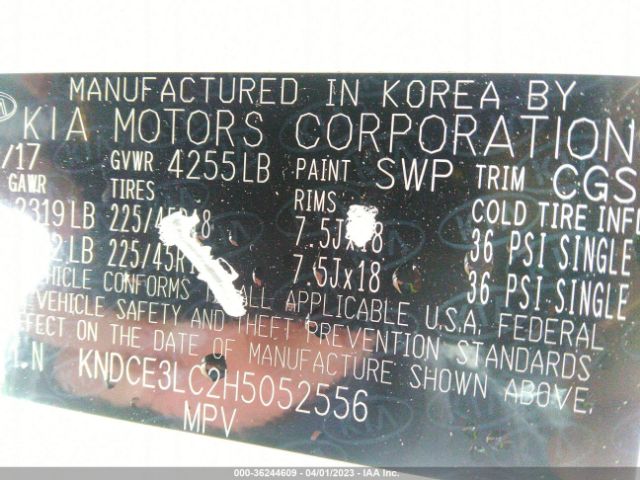 MANUFACTURED IN KOREA BY
KIA MOTORS CORPORATION
/17 GVWR 4255LB PAINT SWP TRIM CGS
GAWR TIRES RIMS COLD TIRE INFL
2319LB 225/45R18 7.5Jx18 36 PSI SINGLE
2LB 225/45R1 7.5Jx18 36 PSI SINGLE
VEHICLE CONFORMS TO ALL APPLICABLE U.S.A. FEDERAL
VEHICLE SAFETY AND THEFT PREVENTION STANDARDS
EFFECT ON THE DATE OF MANUFACTURE SHOWN ABOVE.
I.N KNDCE3LC2H5052556
MPV
000-36244609 - 04/01/2023 - IAA Inc.